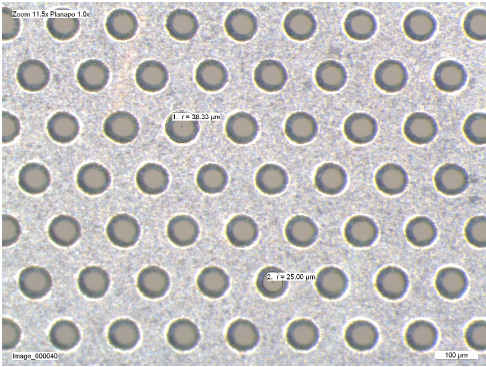 Zoom 11.5x Planapo 1.0x
1. r = 38.33 µm
2. r = 25.00 µm
Image_000040
100 µm